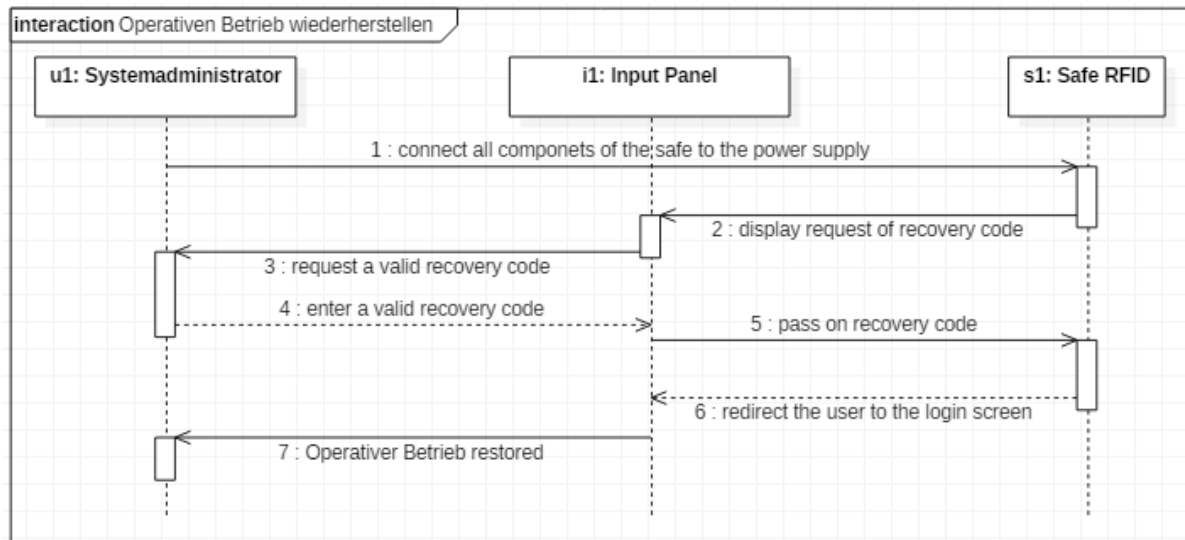 interaction Operativen Betrieb wiederherstellen
u1: Systemadministrator
i1: Input Panel
s1: Safe RFID
1 : connect all componets of the safe to the power supply
2 : display request of recovery code
3 : request a valid recovery code
4 : enter a valid recovery code
5 : pass on recovery code
6 : redirect the user to the login screen
7 : Operativer Betrieb restored